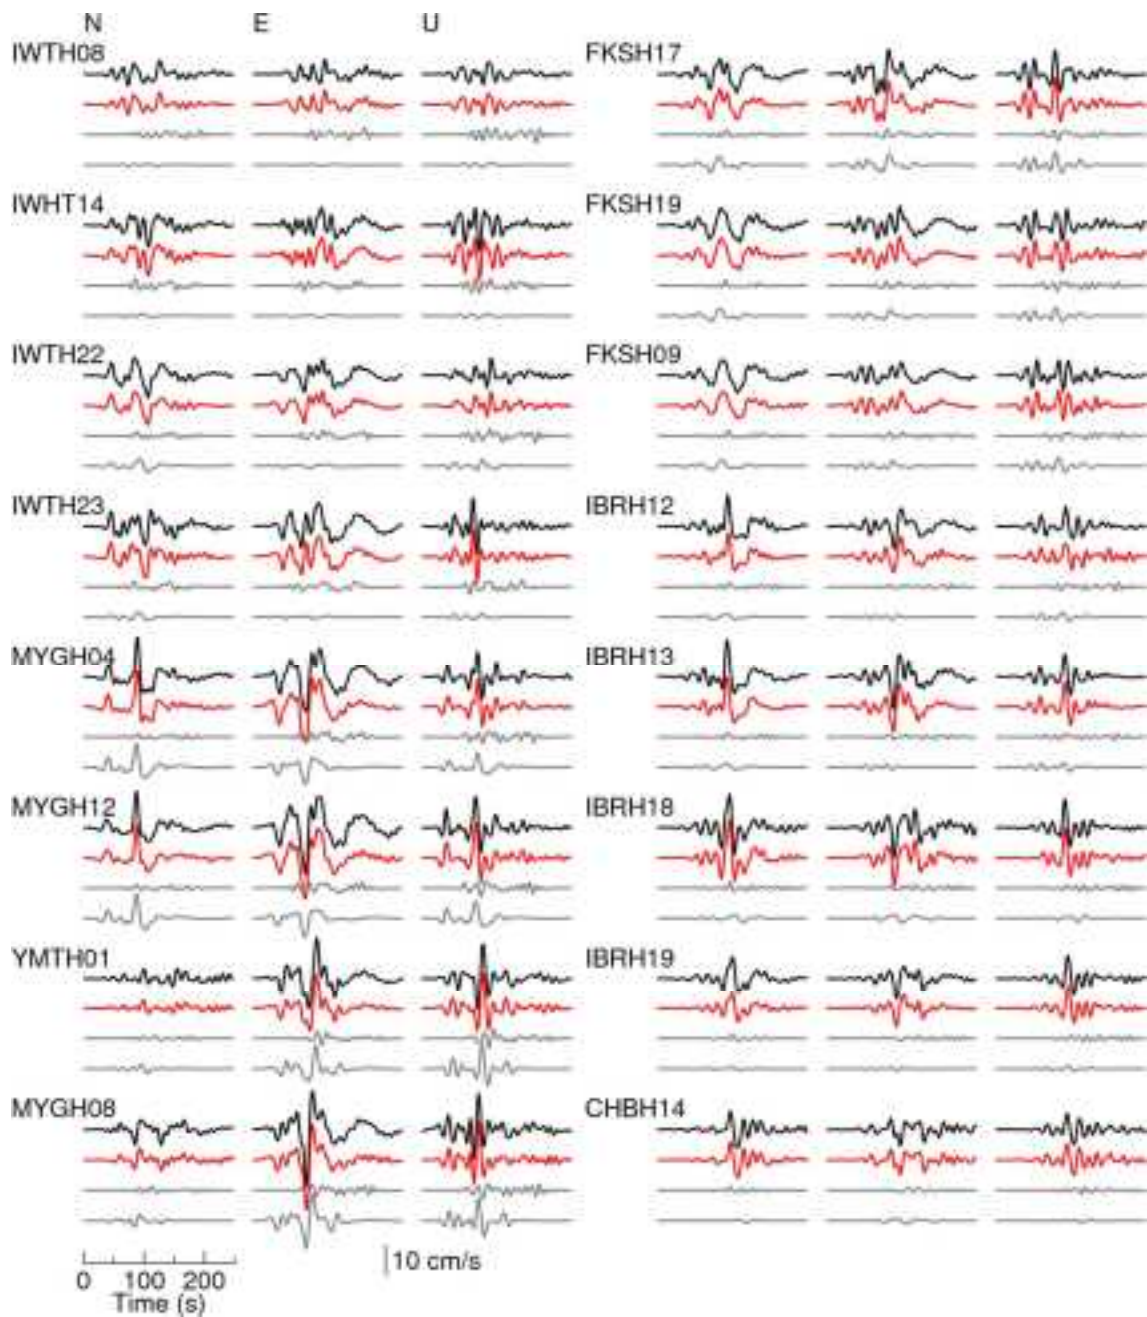 N E U
IWTH08
IWHT14
IWTH22
IWTH23
MYGH04
MYGH12
YMTH01
MYGH08
FKSH17
FKSH19
FKSH09
IBRH12
IBRH13
IBRH18
IBRH19
CHBH14
10 cm/s
0 100 200
Time (s)